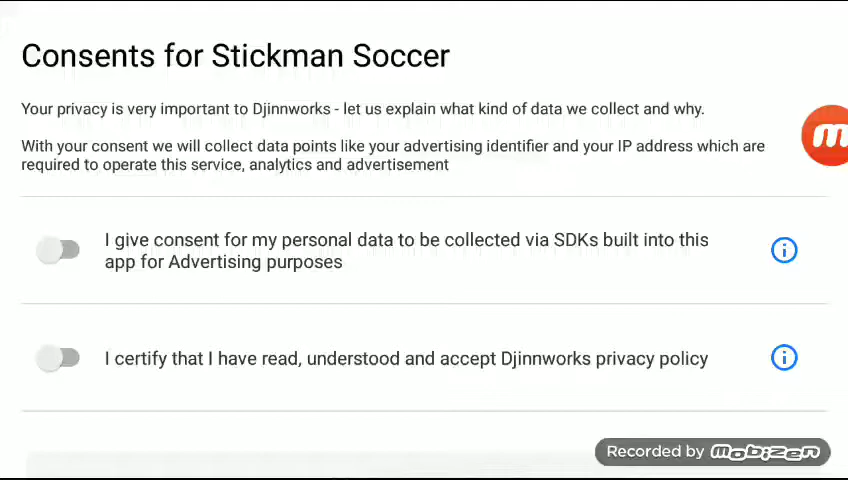 Consents for Stickman Soccer
Your privacy is very important to Djinnworks - let us explain what kind of data we collect and why.
With your consent we will collect data points like your advertising identifier and your IP address which are
required to operate this service, analytics and advertisement
I give consent for my personal data to be collected via SDKs built into this
app for Advertising purposes
I certify that I have read, understood and accept Djinnworks privacy policy
Recorded by mobizen